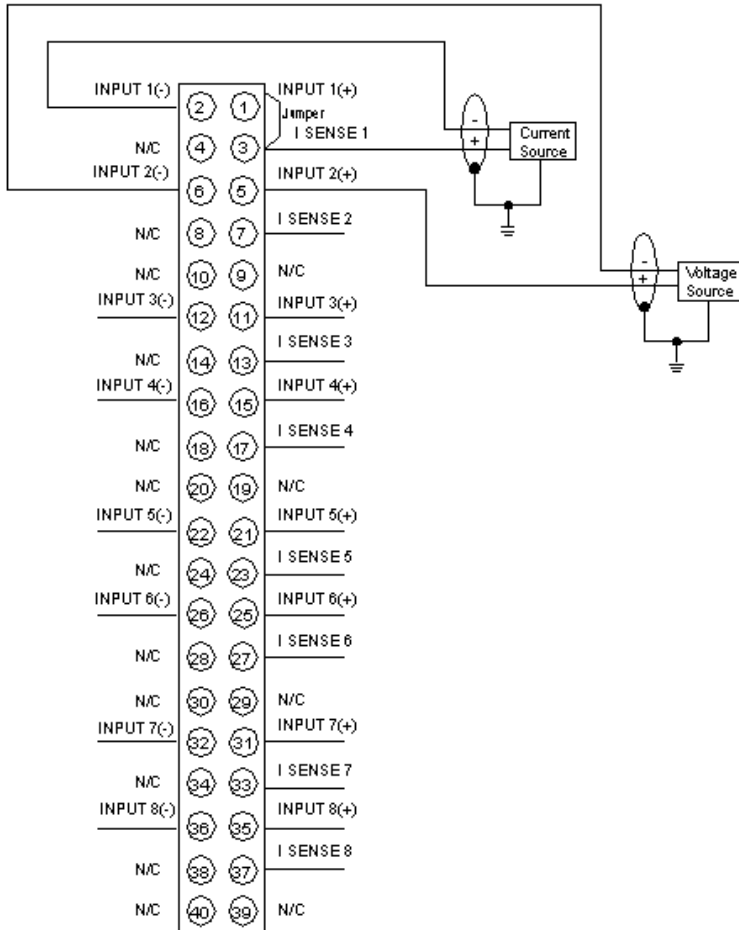 INPUT 1(-) 2 1 INPUT 1(+)
Jumper
I SENSE 1
N/C 4 3
-
+
Current
Source
INPUT 2(-) 6 5 INPUT 2(+)
I SENSE 2
N/C 8 7
N/C 10 9 N/C
-
+
Voltage
Source
INPUT 3(-) 12 11 INPUT 3(+)
I SENSE 3
N/C 14 13
INPUT 4(-) 16 15 INPUT 4(+)
I SENSE 4
N/C 18 17
N/C 20 19 N/C
INPUT 5(-) 22 21 INPUT 5(+)
I SENSE 5
N/C 24 23
INPUT 6(-) 26 25 INPUT 6(+)
I SENSE 6
N/C 28 27
N/C 30 29 N/C
INPUT 7(-) 32 31 INPUT 7(+)
I SENSE 7
N/C 34 33
INPUT 8(-) 36 35 INPUT 8(+)
I SENSE 8
N/C 38 37
N/C 40 39 N/C